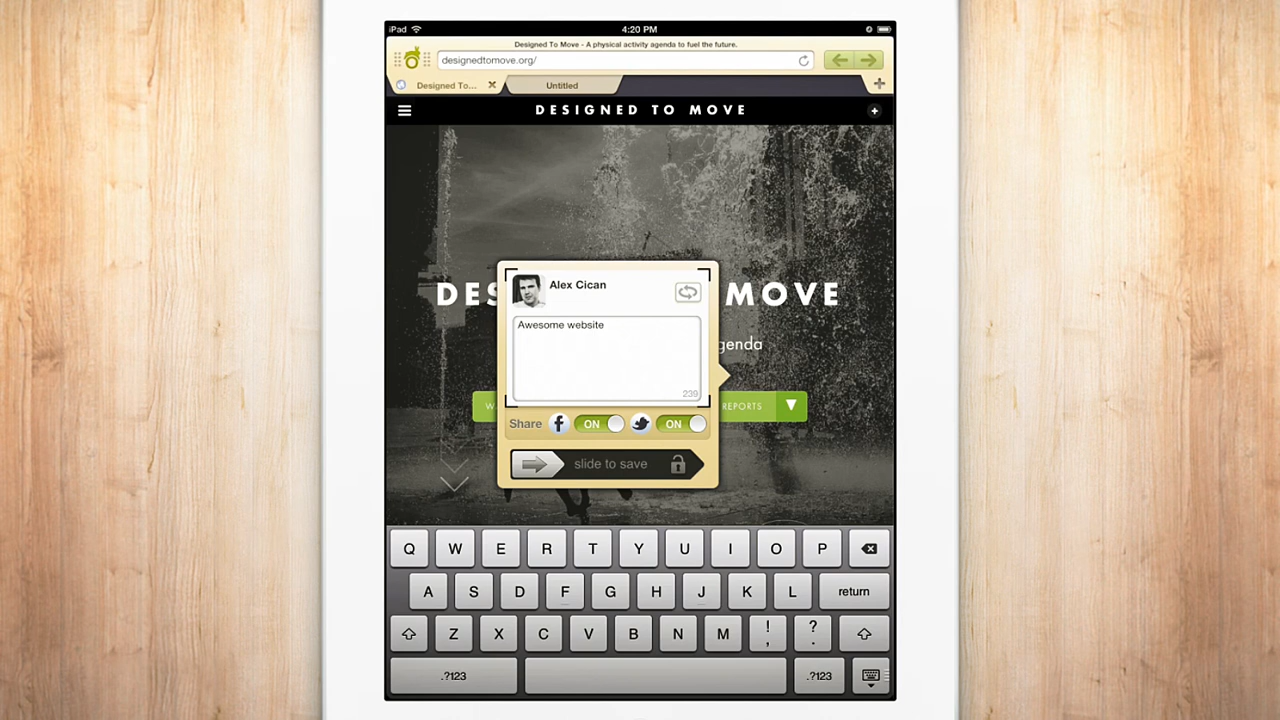 iPad 4:20 PM
Designed To Move - A physical activity agenda to fuel the future.
designedtomove.org/
Designed To... Untitled
DESIGNED TO MOVE
Alex Cican
DES MOVE
Awesome website
genda
239
W REPORTS
Share ON ON
slide to save
Q W E R T Y U I O P
A S D F G H J K L return
Z X C V B N M ! , ? .
.?123 .?123